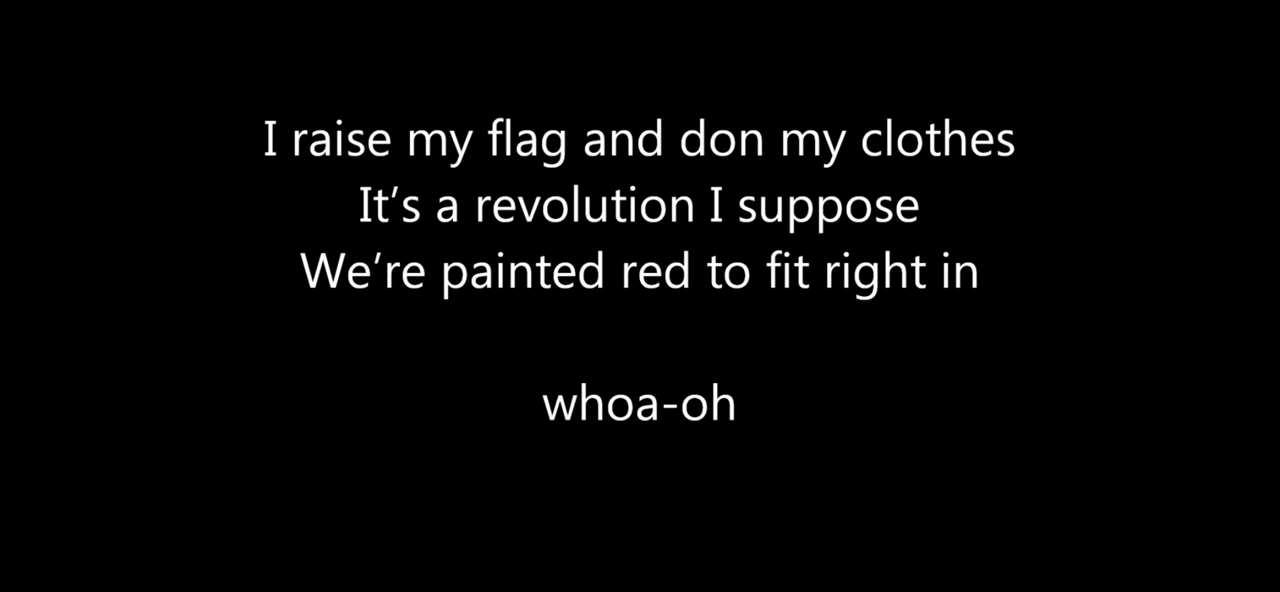 I raise my flag and don my clothes
It’s a revolution I suppose
We’re painted red to fit right in
whoa-oh